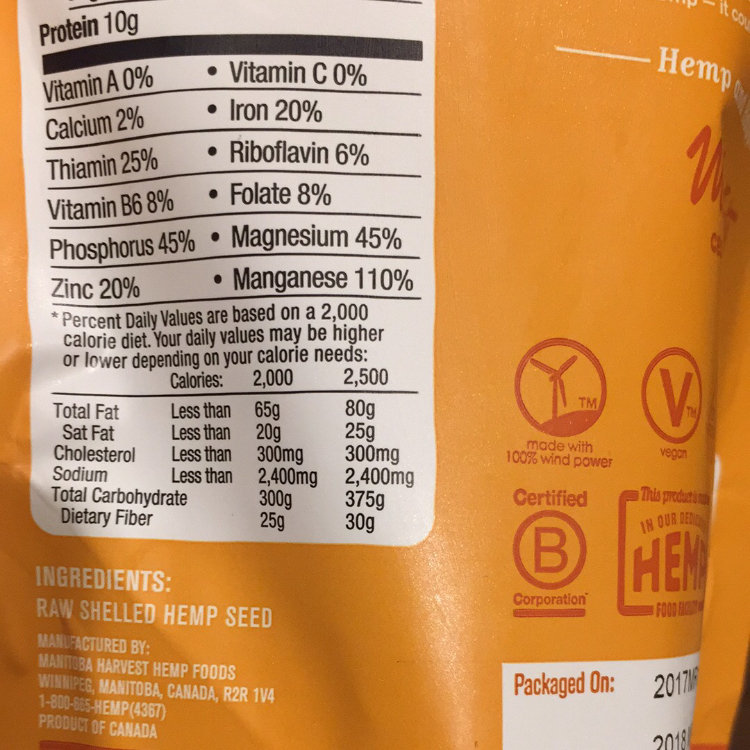 Protein 10g
Vitamin A 0% • Vitamin C 0%
Calcium 2% • Iron 20%
Thiamin 25% • Riboflavin 6%
Vitamin B6 8% • Folate 8%
Phosphorus 45% • Magnesium 45%
Zinc 20% • Manganese 110%
* Percent Daily Values are based on a 2,000
calorie diet. Your daily values may be higher
or lower depending on your calorie needs:
Calories: 2,000 2,500
Total Fat Less than 65g 80g
Sat Fat Less than 20g 25g
Cholesterol Less than 300mg 300mg
Sodium Less than 2,400mg 2,400mg
Total Carbohydrate 300g 375g
Dietary Fiber 25g 30g
INGREDIENTS:
RAW SHELLED HEMP SEED
MANUFACTURED BY:
MANITOBA HARVEST HEMP FOODS
WINNIPEG, MANITOBA, CANADA, R2R 1V4
1-800-665-HEMP(4367)
PRODUCT OF CANADA
it
Hemp
TM
made with
100% wind power
V
TM
vegan
Certified
B
Corporation
This product is
IN OUR
HEMP
FOOD
Packaged On: 2017
2018